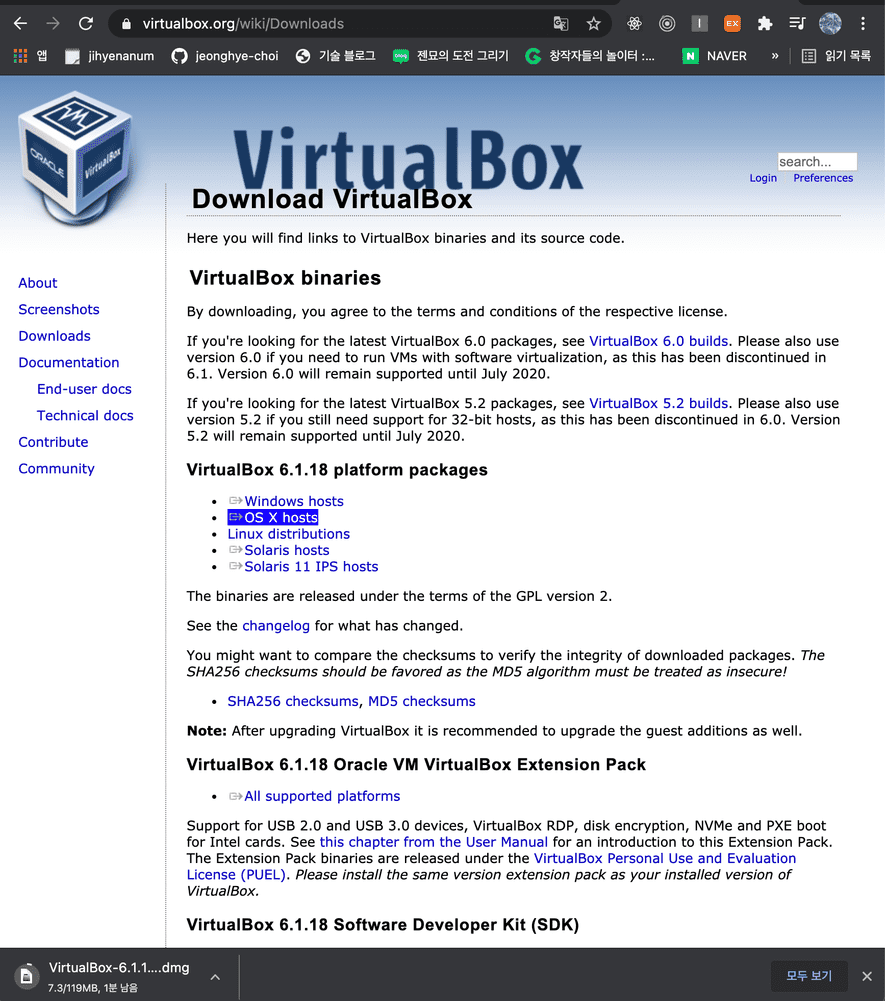 virtualbox.org/wiki/Downloads
앱 jihyenanum jeonghye-choi 기술 블로그 젠묘의 도전 그리기 창작자들의 놀이터 :... NAVER » 읽기 목록
ORACLE VirtualBox
VirtualBox
search...
Login Preferences
Download VirtualBox
Here you will find links to VirtualBox binaries and its source code.
About
Screenshots
Downloads
Documentation
End-user docs
Technical docs
Contribute
Community
VirtualBox binaries
By downloading, you agree to the terms and conditions of the respective license.
If you're looking for the latest VirtualBox 6.0 packages, see VirtualBox 6.0 builds. Please also use
version 6.0 if you need to run VMs with software virtualization, as this has been discontinued in
6.1. Version 6.0 will remain supported until July 2020.
If you're looking for the latest VirtualBox 5.2 packages, see VirtualBox 5.2 builds. Please also use
version 5.2 if you still need support for 32-bit hosts, as this has been discontinued in 6.0. Version
5.2 will remain supported until July 2020.
VirtualBox 6.1.18 platform packages
• Windows hosts
• OS X hosts
• Linux distributions
• Solaris hosts
• Solaris 11 IPS hosts
The binaries are released under the terms of the GPL version 2.
See the changelog for what has changed.
You might want to compare the checksums to verify the integrity of downloaded packages. The
SHA256 checksums should be favored as the MD5 algorithm must be treated as insecure!
• SHA256 checksums, MD5 checksums
Note: After upgrading VirtualBox it is recommended to upgrade the guest additions as well.
VirtualBox 6.1.18 Oracle VM VirtualBox Extension Pack
• All supported platforms
Support for USB 2.0 and USB 3.0 devices, VirtualBox RDP, disk encryption, NVMe and PXE boot
for Intel cards. See this chapter from the User Manual for an introduction to this Extension Pack.
The Extension Pack binaries are released under the VirtualBox Personal Use and Evaluation
License (PUEL). Please install the same version extension pack as your installed version of
VirtualBox.
VirtualBox 6.1.18 Software Developer Kit (SDK)
VirtualBox-6.1.1....dmg
7.3/119MB, 1분 남음
모두 보기